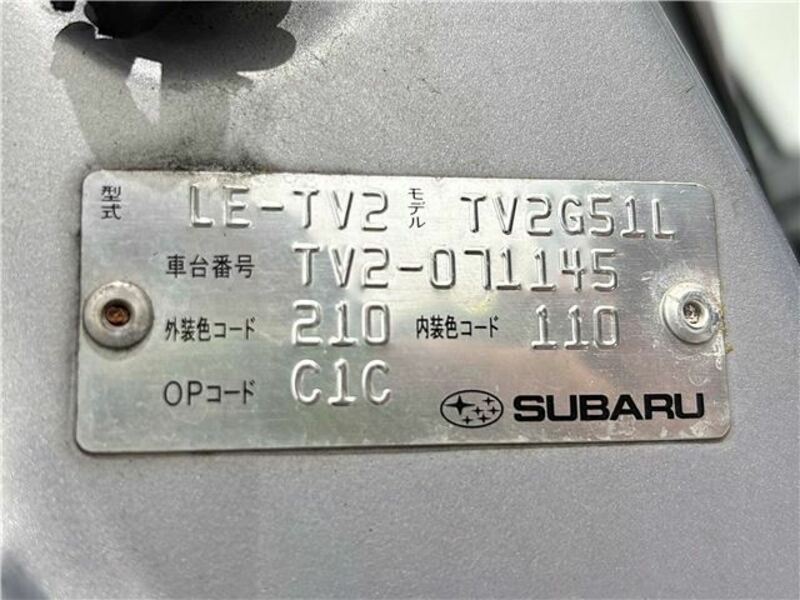 型式 LE-TV2 モデル TV2G51L
車台番号 TV2-071145
外装色コード 210 内装色コード 110
OPコード C1C
SUBARU